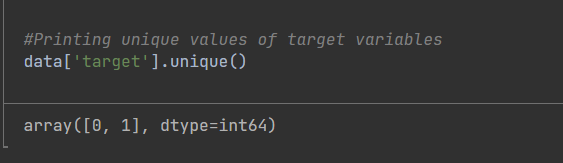 #Printing unique values of target variables
data['target'].unique()
array([0, 1], dtype=int64)